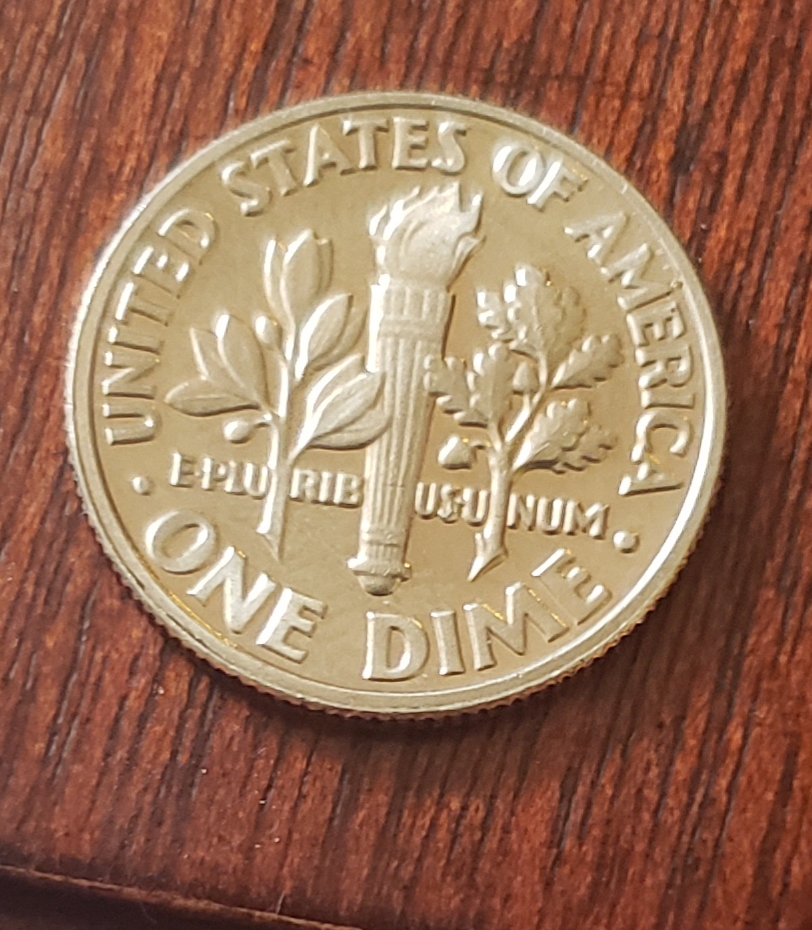 UNITED STATES OF AMERICA
E·PLURIBUS·UNUM
· ONE DIME ·